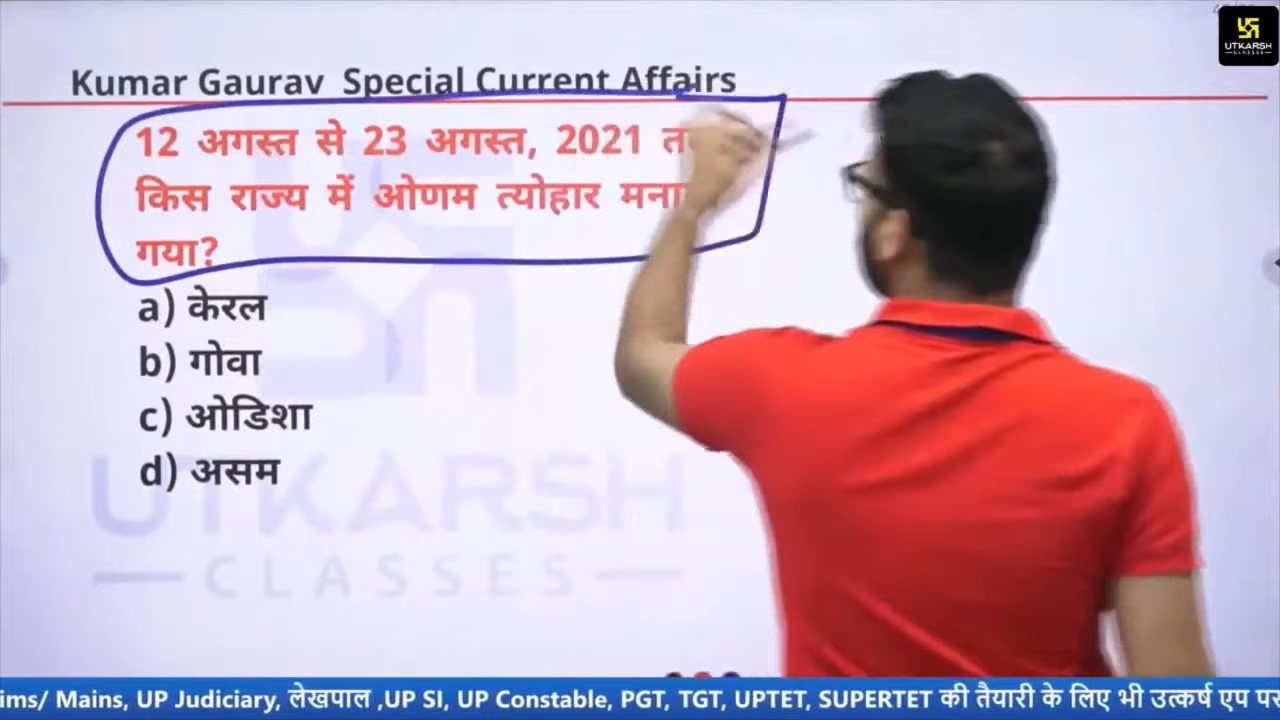 UTKARSH
CLASSES
Kumar Gaurav Special Current Affairs
12 अगस्त से 23 अगस्त, 2021
किस राज्य में ओणम त्योहार
गया?
a) केरल
b) गोवा
c) ओडिशा
d) असम
UTKARSH
CLASSES
Mains, UP Judiciary, लेखपाल ,UP SI, UP Constable, PGT, TGT, UPTET, SUPERTET की तैयारी के लिए भी उत्कर्ष एप